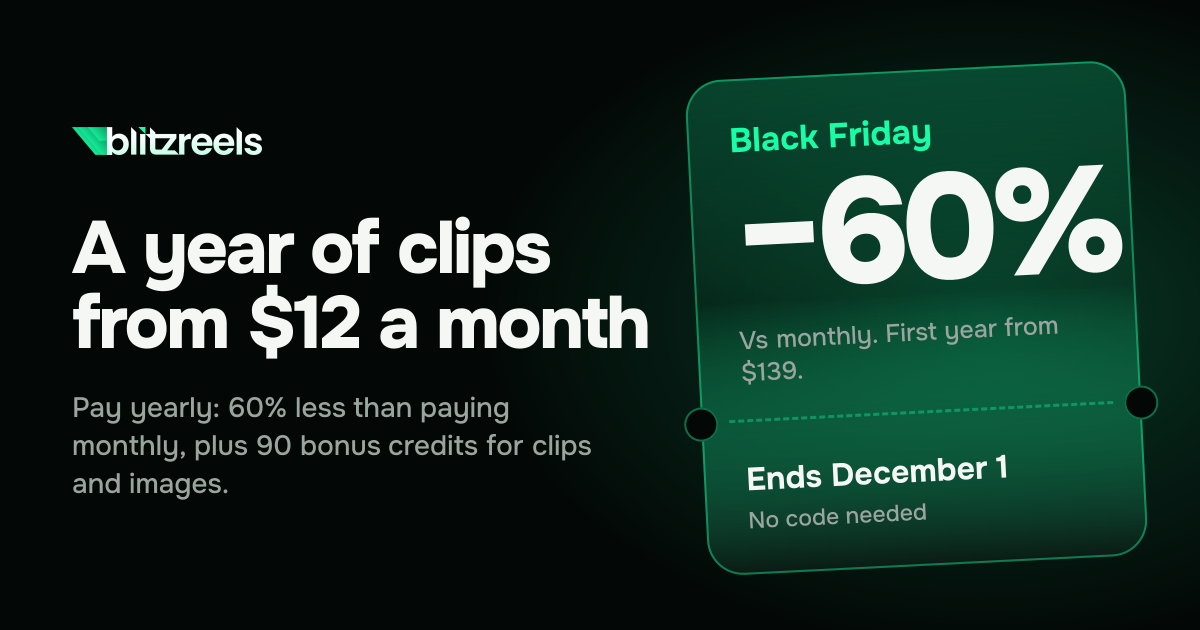 blitzreels
A year of clips
from $12 a month
Pay yearly: 60% less than paying
monthly, plus 90 bonus credits for clips
and images.
Black Friday
−60%
Vs monthly. First year from
$139.
Ends December 1
No code needed